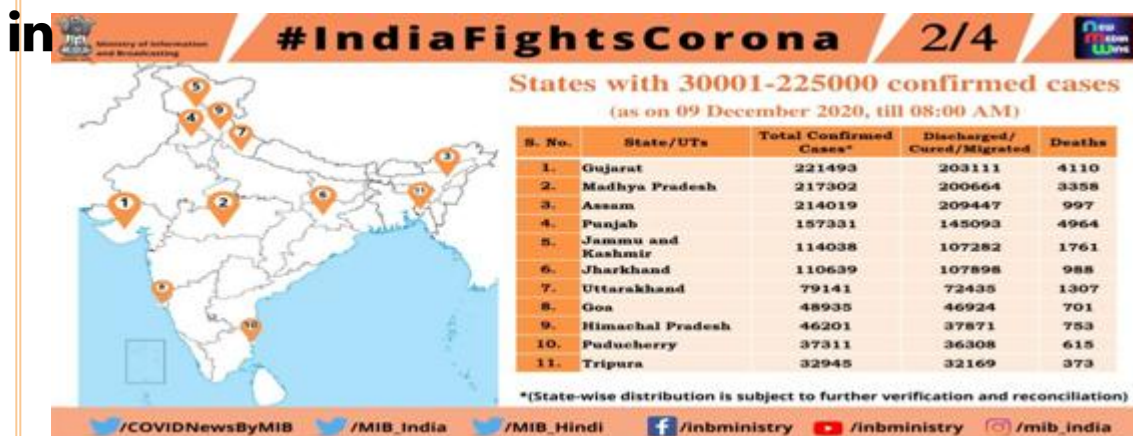 in
Ministry of Information
and Broadcasting
#IndiaFightsCorona
2/4
New
Media
Wing
States with 30001-225000 confirmed cases
(as on 09 December 2020, till 08:00 AM)
S. No. State/UTs Total Confirmed Cases* Discharged/ Cured/Migrated Deaths
1. Gujarat 221493 203111 4110
2. Madhya Pradesh 217302 200664 3358
3. Assam 214019 209447 997
4. Punjab 157331 145093 4964
5. Jammu and Kashmir 114038 107282 1761
6. Jharkhand 110639 107898 988
7. Uttarakhand 79141 72435 1307
8. Goa 48935 46924 701
9. Himachal Pradesh 46201 37871 753
10. Puducherry 37311 36308 615
11. Tripura 32945 32169 373
5
9
4
7
3
11
6
1
2
8
10
*(State-wise distribution is subject to further verification and reconciliation)
/COVIDNewsByMIB /MIB_India /MIB_Hindi /inbministry /inbministry /mib_india